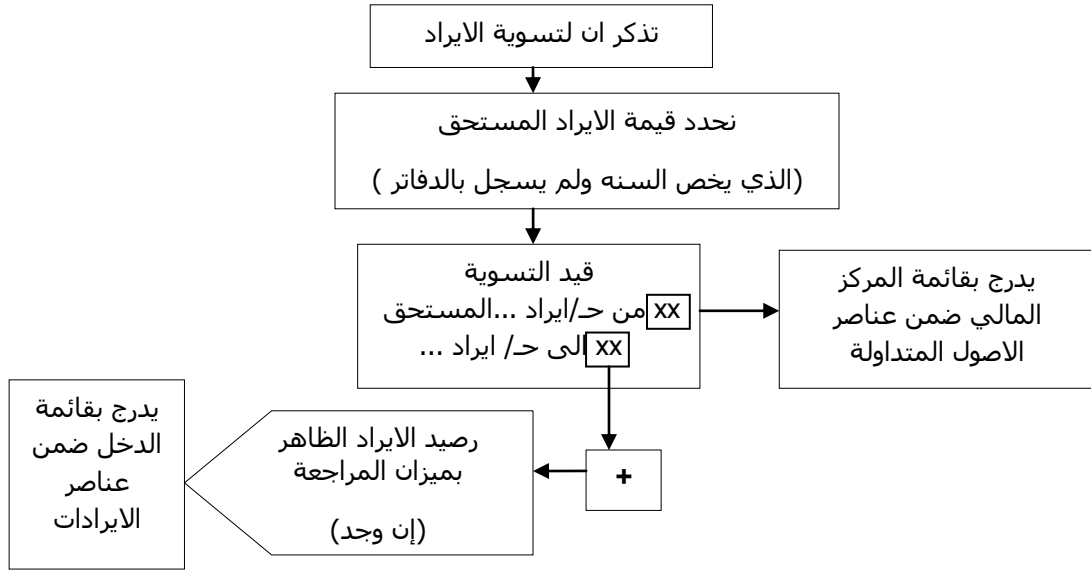 تذكر ان لتسوية الايراد
نحدد قيمة الايراد المستحق
(الذي يخص السنه ولم يسجل بالدفاتر )
قيد التسوية
xx من حـ/ايراد ...المستحق
xx الى حـ/ ايراد ...
يدرج بقائمة المركز
المالي ضمن عناصر
الاصول المتداولة
+
رصيد الايراد الظاهر
بميزان المراجعة
(إن وجد)
يدرج بقائمة
الدخل ضمن
عناصر
الايرادات